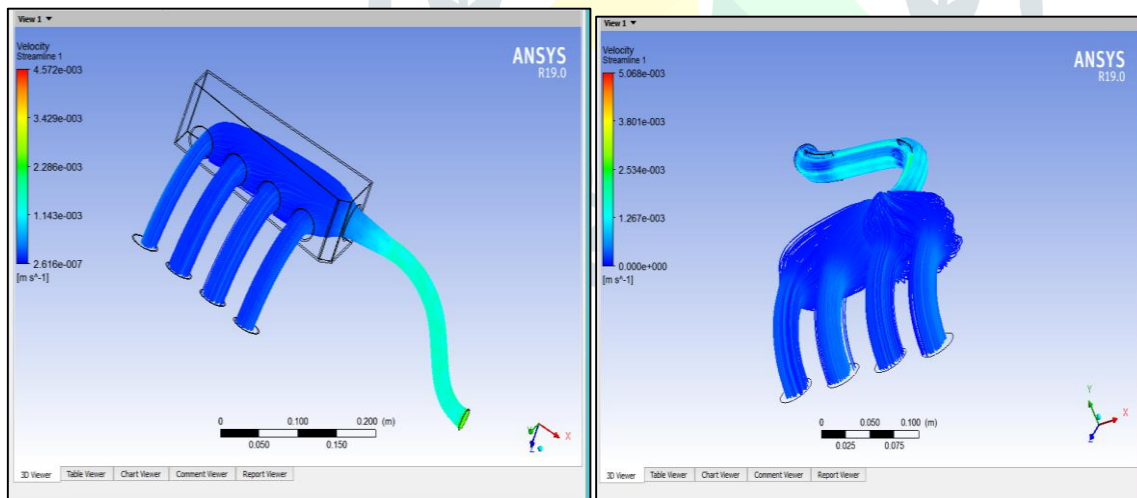 View 1
Velocity
Streamline 1
4.572e-003
3.429e-003
2.286e-003
1.143e-003
2.616e-007
[m s^-1]
ANSYS
R19.0
0 0.100 0.200 (m)
0.050 0.150
X
3D Viewer Table Viewer Chart Viewer Comment Viewer Report Viewer
View 1
Velocity
Streamline 1
5.068e-003
3.801e-003
2.534e-003
1.267e-003
0.000e+000
[m s^-1]
ANSYS
R19.0
0 0.050 0.100 (m)
0.025 0.075
Y
X
Z
3D Viewer Table Viewer Chart Viewer Comment Viewer Report Viewer